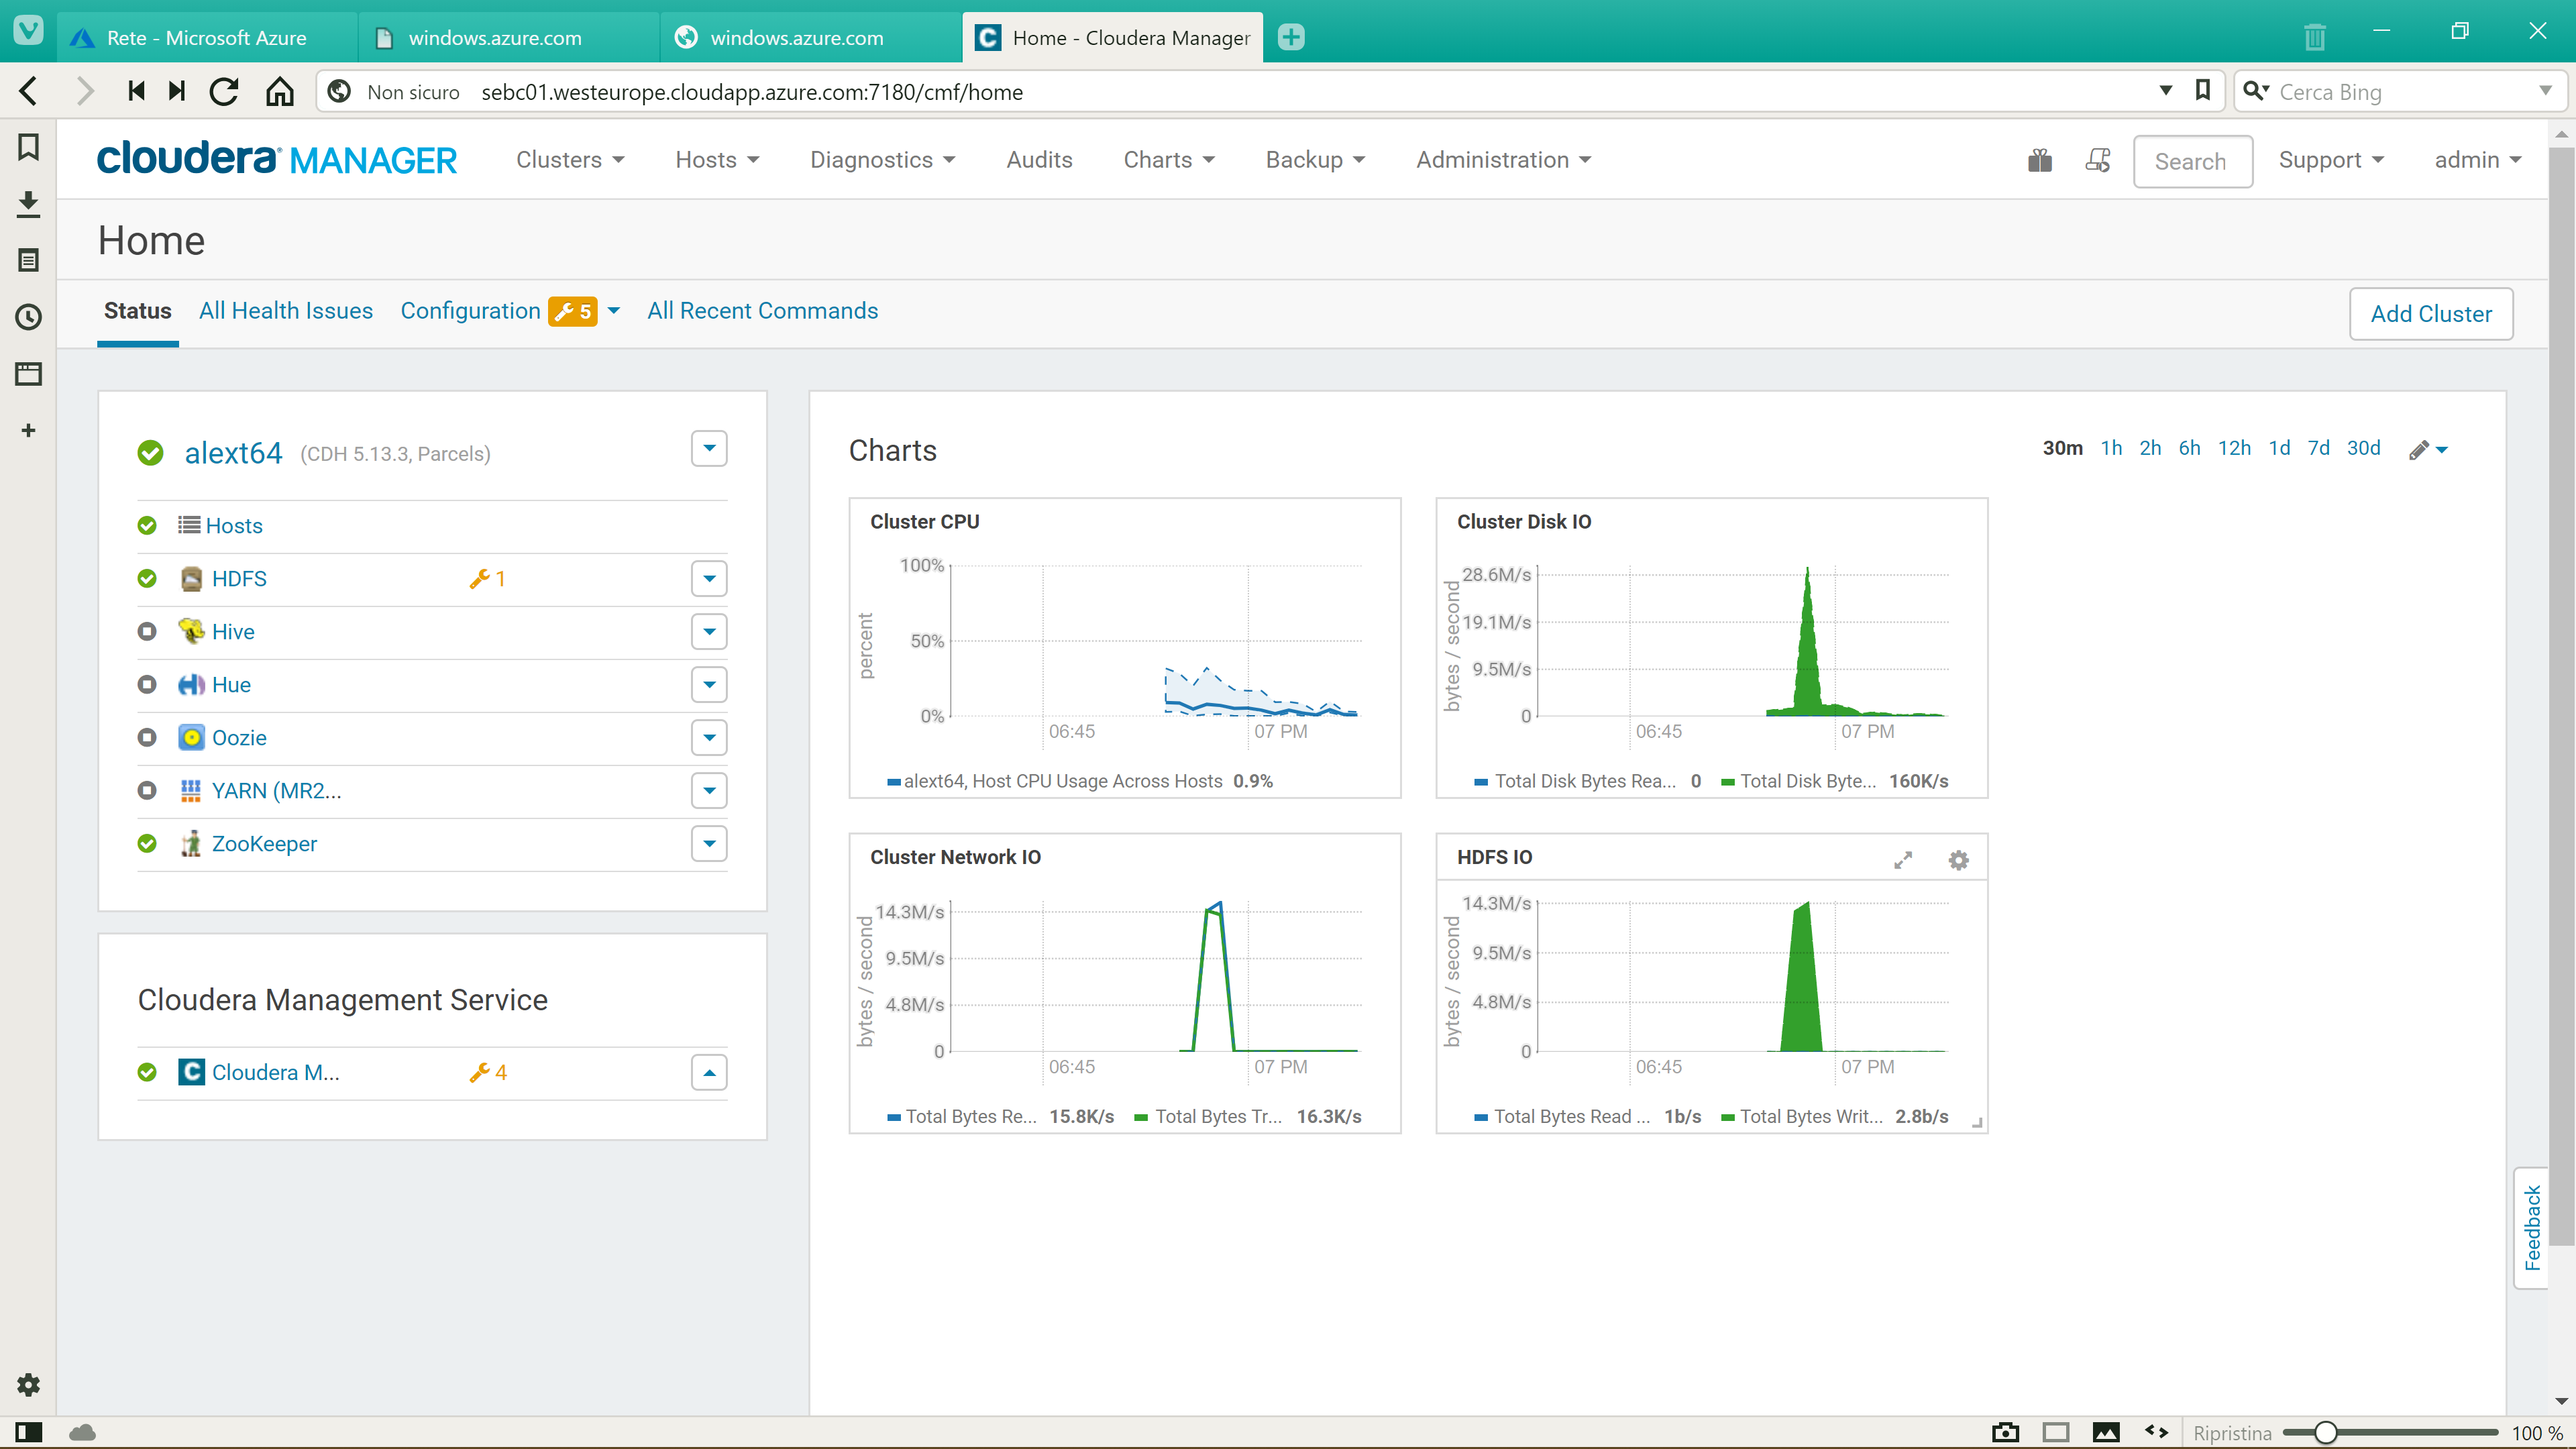 Rete - Microsoft Azure
windows.azure.com
windows.azure.com
Home - Cloudera Manager
Non sicuro sebc01.westeurope.cloudapp.azure.com:7180/cmf/home
Cerca Bing
cloudera MANAGER
Clusters
Hosts
Diagnostics
Audits
Charts
Backup
Administration
Search
Support
admin
Home
Status
All Health Issues
Configuration 5
All Recent Commands
Add Cluster
alext64 (CDH 5.13.3, Parcels)
Hosts
HDFS 1
Hive
Hue
Oozie
YARN (MR2...
ZooKeeper
Cloudera Management Service
Cloudera M... 4
Charts
30m 1h 2h 6h 12h 1d 7d 30d
Cluster CPU
percent
100%
50%
0%
06:45 07 PM
alext64, Host CPU Usage Across Hosts 0.9%
Cluster Disk IO
bytes / second
28.6M/s
19.1M/s
9.5M/s
0
06:45 07 PM
Total Disk Bytes Rea... 0 Total Disk Byte... 160K/s
Cluster Network IO
bytes / second
14.3M/s
9.5M/s
4.8M/s
0
06:45 07 PM
Total Bytes Re... 15.8K/s Total Bytes Tr... 16.3K/s
HDFS IO
bytes / second
14.3M/s
9.5M/s
4.8M/s
0
06:45 07 PM
Total Bytes Read ... 1b/s Total Bytes Writ... 2.8b/s
Feedback
Ripristina 100 %